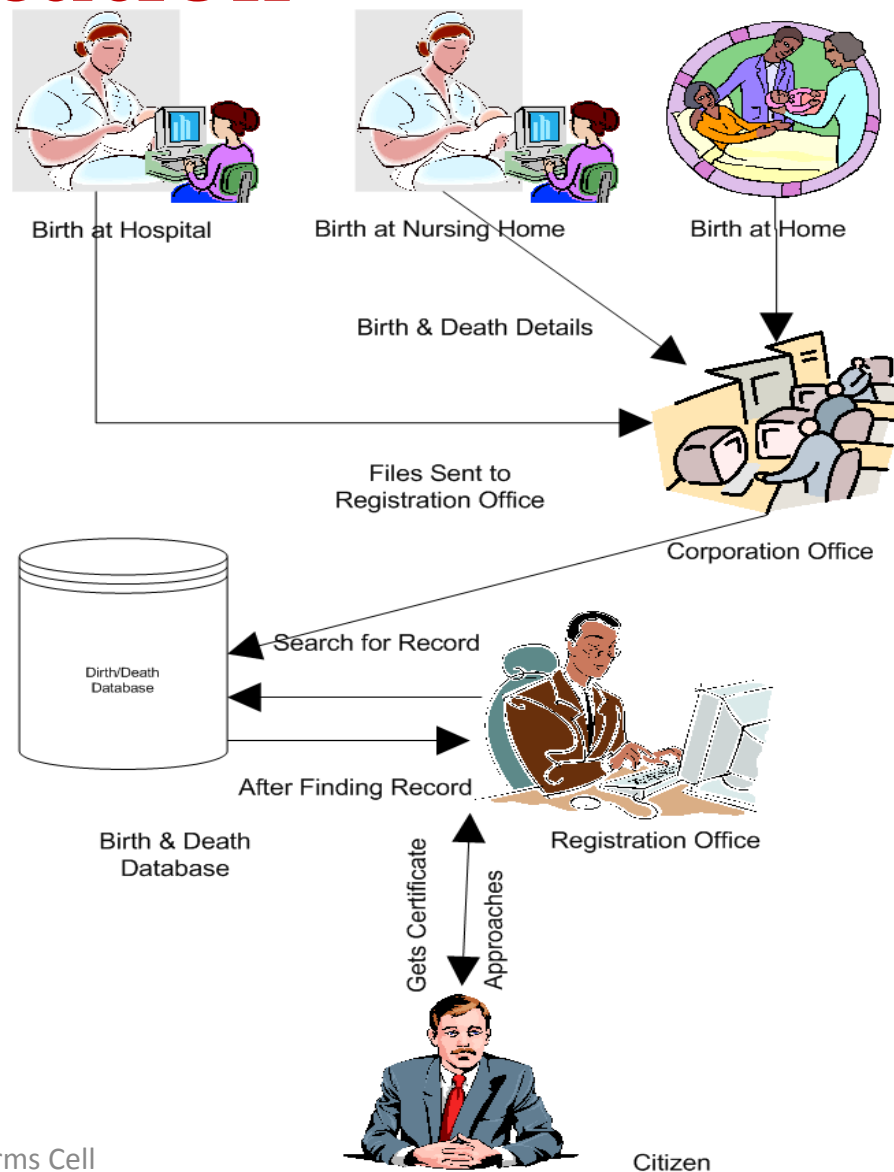 Birth at Hospital
Birth at Nursing Home
Birth at Home
Birth & Death Details
Files Sent to
Registration Office
Corporation Office
Search for Record
Dirth/Death
Database
After Finding Record
Birth & Death
Database
Registration Office
Gets Certificate
Approaches
Citizen
rms Cell